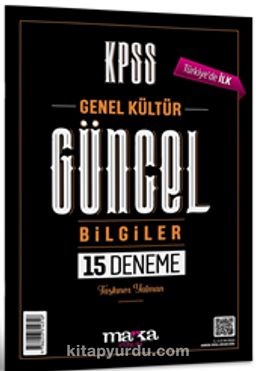 KPSS
Türkiye'de İLK
GENEL KÜLTÜR
GÜNCEL
BİLGİLER
15 DENEME
Taşkıner Yalman
marka
kitapyurdu.com